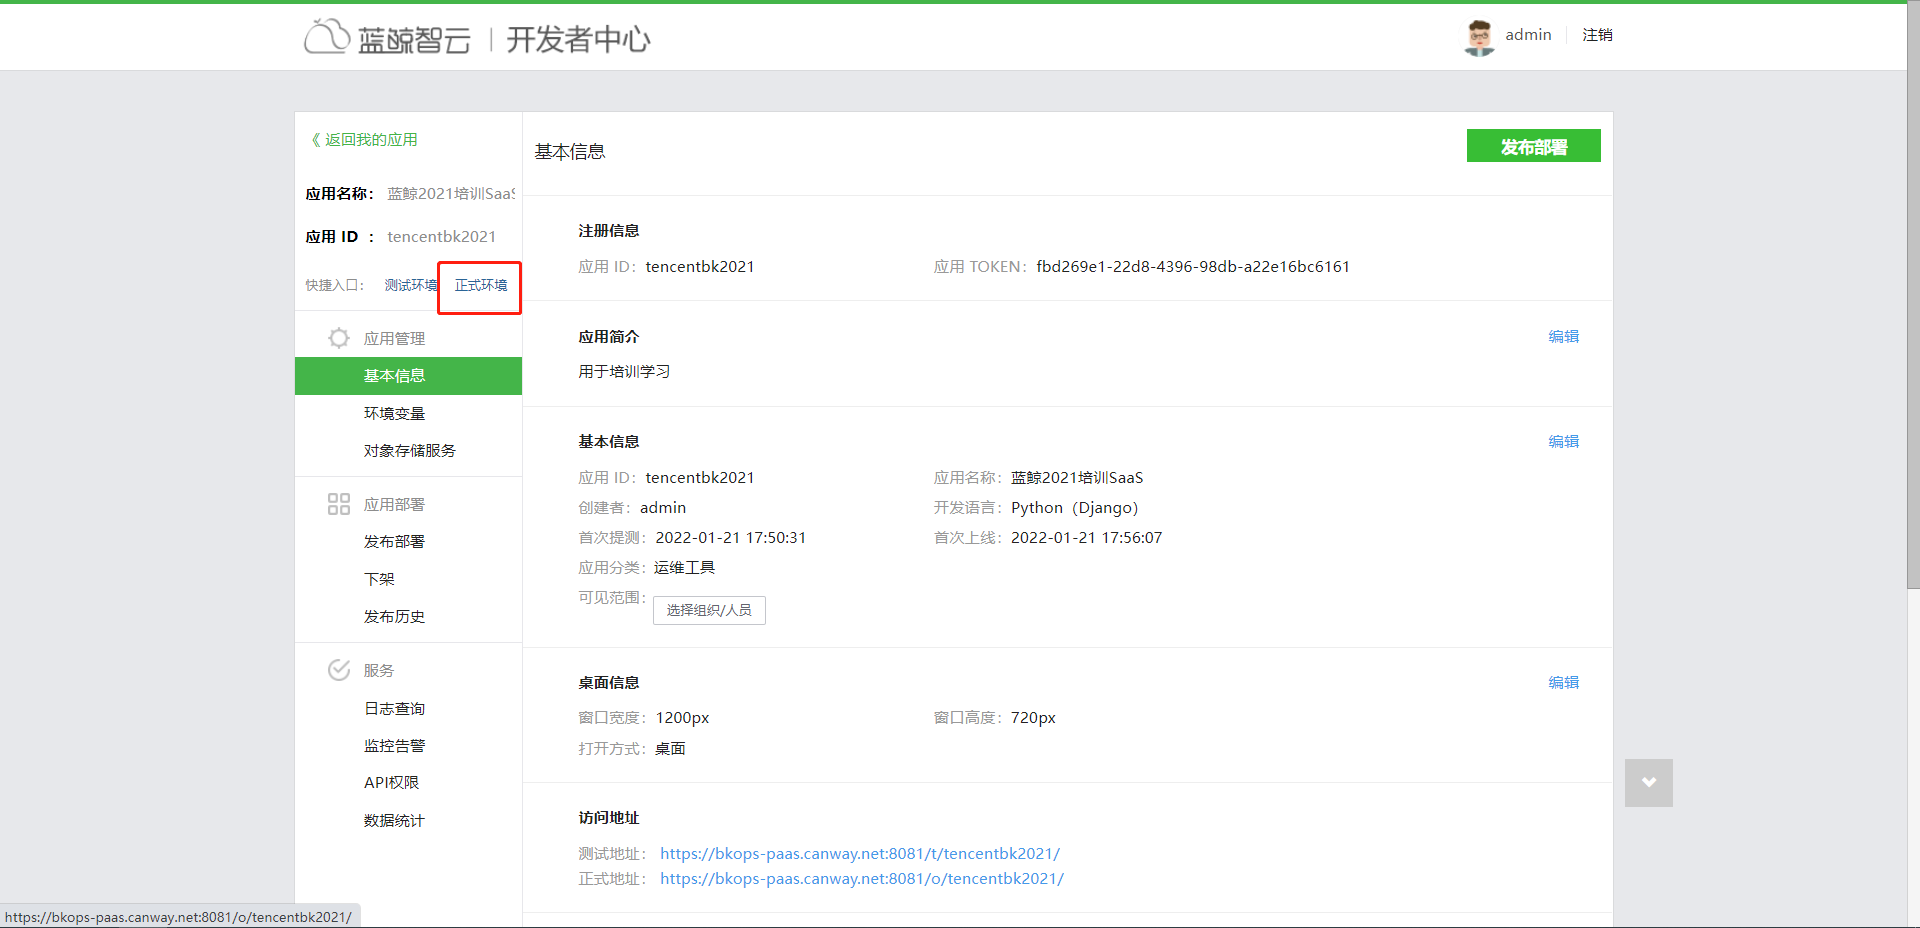 蓝鲸智云 | 开发者中心
admin
注销
《 返回我的应用
应用名称： 蓝鲸2021培训SaaS
应用 ID ： tencentbk2021
快捷入口： 测试环境 正式环境
应用管理
基本信息
环境变量
对象存储服务
应用部署
发布部署
下架
发布历史
服务
日志查询
监控告警
API权限
数据统计
基本信息
发布部署
注册信息
应用 ID： tencentbk2021
应用 TOKEN： fbd269e1-22d8-4396-98db-a22e16bc6161
应用简介
编辑
用于培训学习
基本信息
编辑
应用 ID： tencentbk2021
应用名称： 蓝鲸2021培训SaaS
创建者： admin
开发语言： Python（Django）
首次提测： 2022-01-21 17:50:31
首次上线： 2022-01-21 17:56:07
应用分类： 运维工具
可见范围： 选择组织/人员
桌面信息
编辑
窗口宽度： 1200px
窗口高度： 720px
打开方式： 桌面
访问地址
测试地址： https://bkops-paas.canway.net:8081/t/tencentbk2021/
正式地址： https://bkops-paas.canway.net:8081/o/tencentbk2021/
https://bkops-paas.canway.net:8081/o/tencentbk2021/